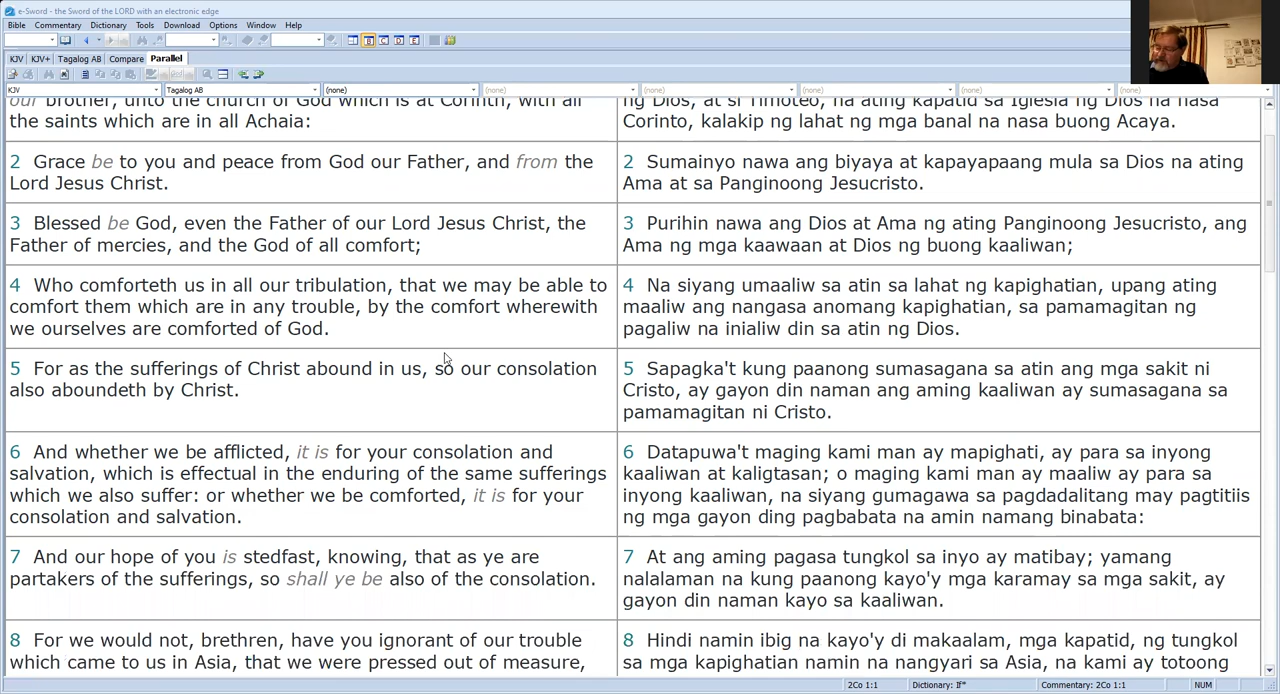 e-Sword - the Sword of the LORD with an electronic edge
Bible Commentary Dictionary Tools Download Options Window Help
KJV KJV+ Tagalog AB Compare Parallel
KJV Tagalog AB (none) (none) (none) (none) (none) (none)
our brother, unto the church of God which is at Corinth, with all
the saints which are in all Achaia:
ng Dios, at si Timoteo, na ating kapatid sa Iglesia ng Dios na nasa
Corinto, kalakip ng lahat ng mga banal na nasa buong Acaya.
2 Grace be to you and peace from God our Father, and from the
Lord Jesus Christ.
2 Sumainyo nawa ang biyaya at kapayapaang mula sa Dios na ating
Ama at sa Panginoong Jesucristo.
3 Blessed be God, even the Father of our Lord Jesus Christ, the
Father of mercies, and the God of all comfort;
3 Purihin nawa ang Dios at Ama ng ating Panginoong Jesucristo, ang
Ama ng mga kaawaan at Dios ng buong kaaliwan;
4 Who comforteth us in all our tribulation, that we may be able to
comfort them which are in any trouble, by the comfort wherewith
we ourselves are comforted of God.
4 Na siyang umaaliw sa atin sa lahat ng kapighatian, upang ating
maaliw ang nangasa anomang kapighatian, sa pamamagitan ng
pagaliw na inialiw din sa atin ng Dios.
5 For as the sufferings of Christ abound in us, so our consolation
also aboundeth by Christ.
5 Sapagka't kung paanong sumasagana sa atin ang mga sakit ni
Cristo, ay gayon din naman ang aming kaaliwan ay sumasagana sa
pamamagitan ni Cristo.
6 And whether we be afflicted, it is for your consolation and
salvation, which is effectual in the enduring of the same sufferings
which we also suffer: or whether we be comforted, it is for your
consolation and salvation.
6 Datapuwa't maging kami man ay mapighati, ay para sa inyong
kaaliwan at kaligtasan; o maging kami man ay maaliw ay para sa
inyong kaaliwan, na siyang gumagawa sa pagdadalitang may pagtitiis
ng mga gayon ding pagbabata na amin namang binabata:
7 And our hope of you is stedfast, knowing, that as ye are
partakers of the sufferings, so shall ye be also of the consolation.
7 At ang aming pagasa tungkol sa inyo ay matibay; yamang
nalalaman na kung paanong kayo'y mga karamay sa mga sakit, ay
gayon din naman kayo sa kaaliwan.
8 For we would not, brethren, have you ignorant of our trouble
which came to us in Asia, that we were pressed out of measure,
8 Hindi namin ibig na kayo'y di makaalam, mga kapatid, ng tungkol
sa mga kapighatian namin na nangyari sa Asia, na kami ay totoong
2Co 1:1 Dictionary: If* Commentary: 2Co 1:1 NUM